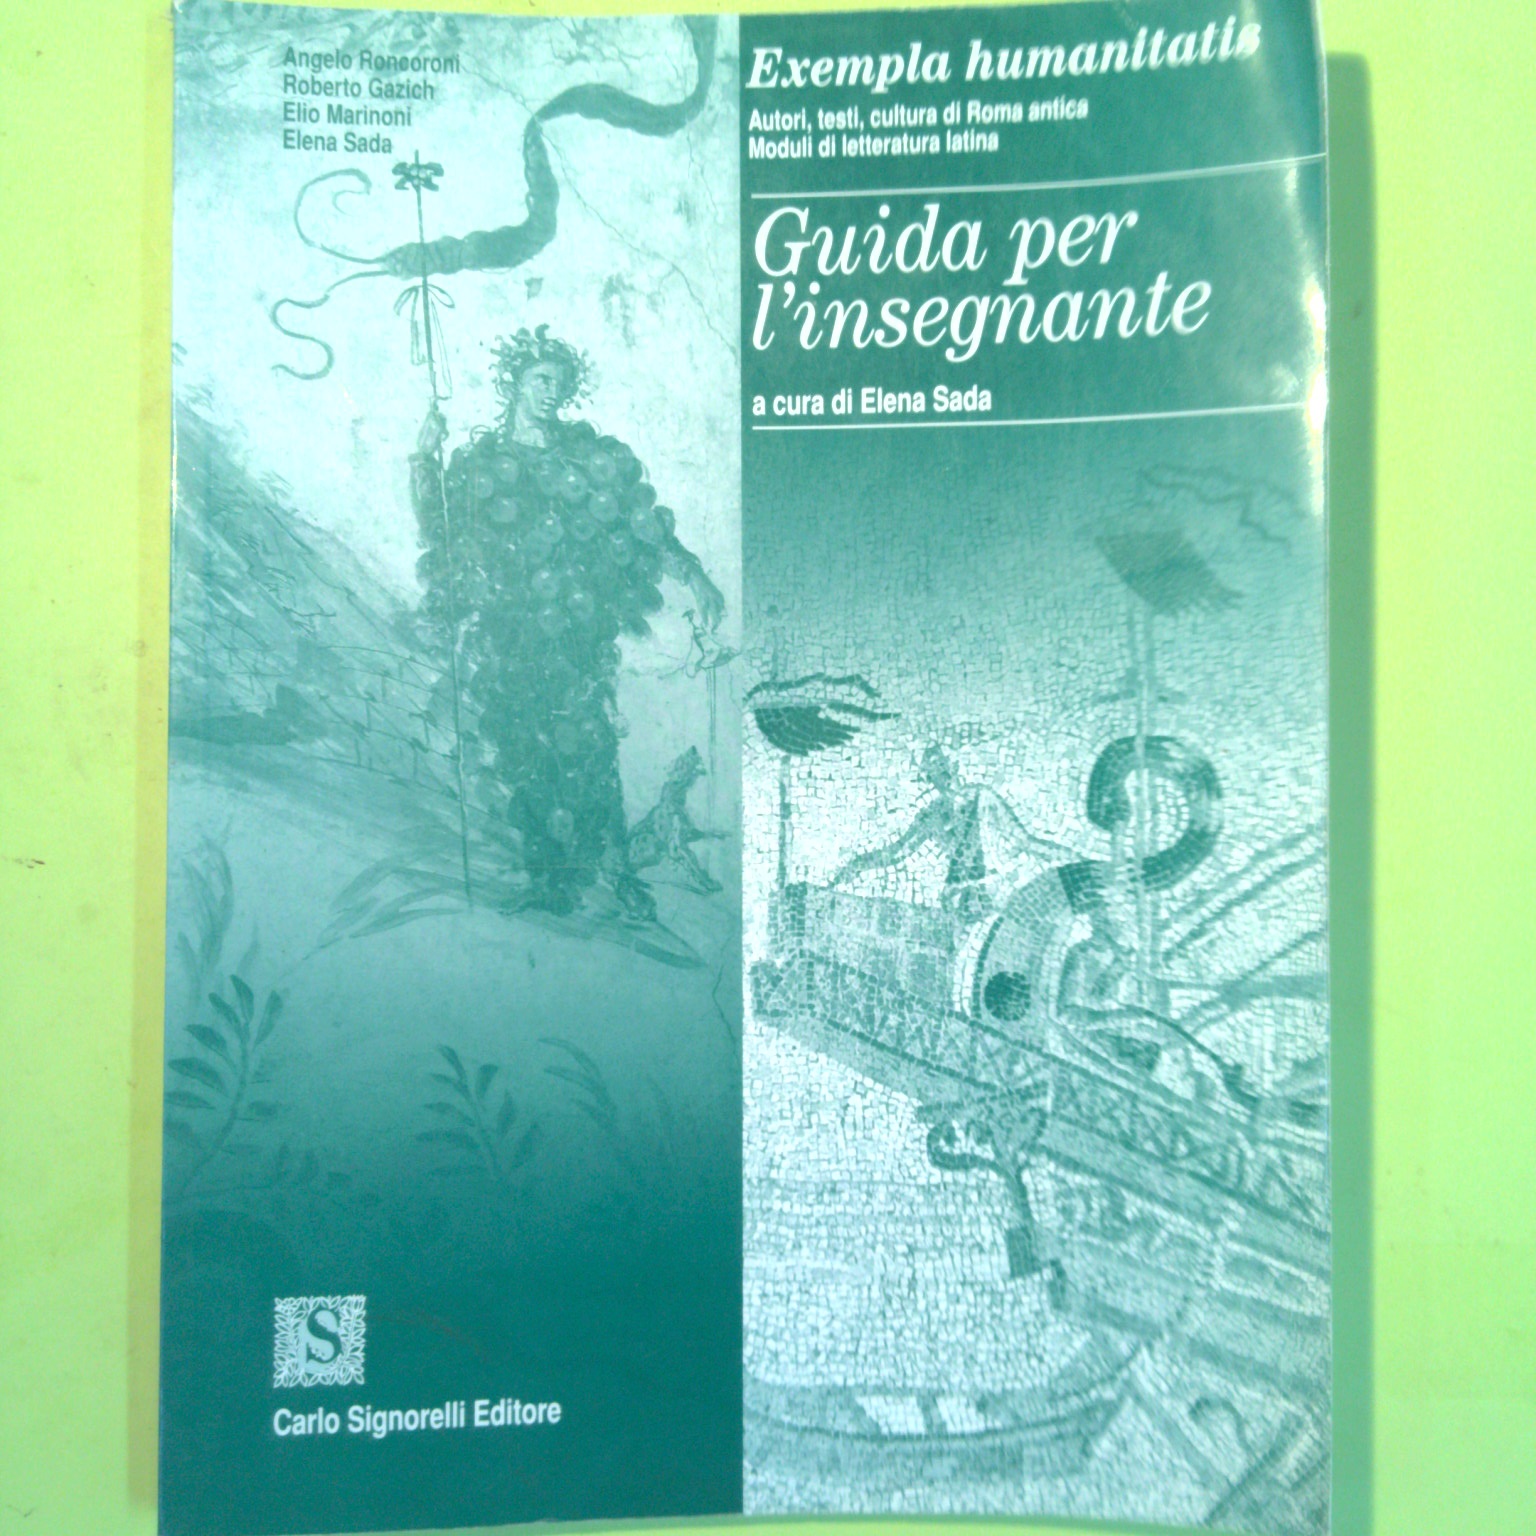 Angelo Roncoroni
Roberto Gazich
Elio Marinoni
Elena Sada
Exempla humanitatis
Autori, testi, cultura di Roma antica
Moduli di letteratura latina
Guida per
l'insegnante
a cura di Elena Sada
S
Carlo Signorelli Editore